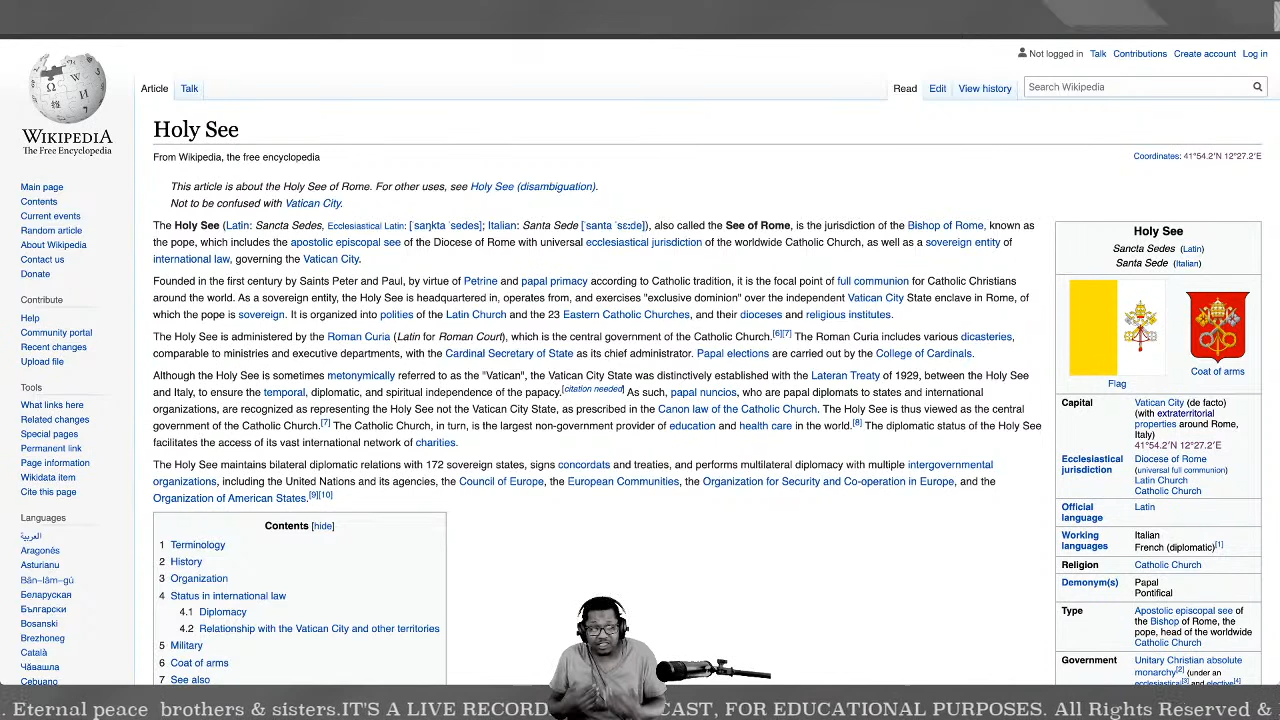 Not logged in Talk Contributions Create account Log in
Article Talk Read Edit View history Search Wikipedia
WIKIPEDIA
The Free Encyclopedia
Main page
Contents
Current events
Random article
About Wikipedia
Contact us
Donate
Contribute
Help
Community portal
Recent changes
Upload file
Tools
What links here
Related changes
Special pages
Permanent link
Page information
Wikidata item
Cite this page
Languages
العربية
Aragonés
Asturianu
Bân-lâm-gú
Беларуская
Български
Bosanski
Brezhoneg
Català
Чӑвашла
Cebuano
Holy See
From Wikipedia, the free encyclopedia
Coordinates: 41°54.2′N 12°27.2′E
This article is about the Holy See of Rome. For other uses, see Holy See (disambiguation).
Not to be confused with Vatican City.
The Holy See (Latin: Sancta Sedes, Ecclesiastical Latin: [ˈsaŋkta ˈsedes]; Italian: Santa Sede [ˈsanta ˈsɛːde]), also called the See of Rome, is the jurisdiction of the Bishop of Rome, known as
the pope, which includes the apostolic episcopal see of the Diocese of Rome with universal ecclesiastical jurisdiction of the worldwide Catholic Church, as well as a sovereign entity of
international law, governing the Vatican City.
Founded in the first century by Saints Peter and Paul, by virtue of Petrine and papal primacy according to Catholic tradition, it is the focal point of full communion for Catholic Christians
around the world. As a sovereign entity, the Holy See is headquartered in, operates from, and exercises "exclusive dominion" over the independent Vatican City State enclave in Rome, of
which the pope is sovereign. It is organized into polities of the Latin Church and the 23 Eastern Catholic Churches, and their dioceses and religious institutes.
The Holy See is administered by the Roman Curia (Latin for Roman Court), which is the central government of the Catholic Church.[6][7] The Roman Curia includes various dicasteries,
comparable to ministries and executive departments, with the Cardinal Secretary of State as its chief administrator. Papal elections are carried out by the College of Cardinals.
Although the Holy See is sometimes metonymically referred to as the "Vatican", the Vatican City State was distinctively established with the Lateran Treaty of 1929, between the Holy See
and Italy, to ensure the temporal, diplomatic, and spiritual independence of the papacy.[citation needed] As such, papal nuncios, who are papal diplomats to states and international
organizations, are recognized as representing the Holy See not the Vatican City State, as prescribed in the Canon law of the Catholic Church. The Holy See is thus viewed as the central
government of the Catholic Church.[7] The Catholic Church, in turn, is the largest non-government provider of education and health care in the world.[8] The diplomatic status of the Holy See
facilitates the access of its vast international network of charities.
The Holy See maintains bilateral diplomatic relations with 172 sovereign states, signs concordats and treaties, and performs multilateral diplomacy with multiple intergovernmental
organizations, including the United Nations and its agencies, the Council of Europe, the European Communities, the Organization for Security and Co-operation in Europe, and the
Organization of American States.[9][10]
Contents [hide]
1 Terminology
2 History
3 Organization
4 Status in international law
4.1 Diplomacy
4.2 Relationship with the Vatican City and other territories
5 Military
6 Coat of arms
7 See also
Holy See
Sancta Sedes (Latin)
Santa Sede (Italian)
Flag
Coat of arms
Capital Vatican City (de facto)
(with extraterritorial
properties around Rome,
Italy)
41°54.2′N 12°27.2′E
Ecclesiastical Diocese of Rome
jurisdiction (universal full communion)
Latin Church
Catholic Church
Official Latin
language
Working Italian
languages French (diplomatic)[1]
Religion Catholic Church
Demonym(s) Papal
Pontifical
Type Apostolic episcopal see of
the Bishop of Rome, the
pope, head of the worldwide
Catholic Church
Government Unitary Christian absolute
monarchy[2] (under an
ecclesiastical[3] and elective[4]
. Eternal peace brothers & sisters.IT'S A LIVE RECORD CAST, FOR EDUCATIONAL PURPOSES. All Rights Reserved &